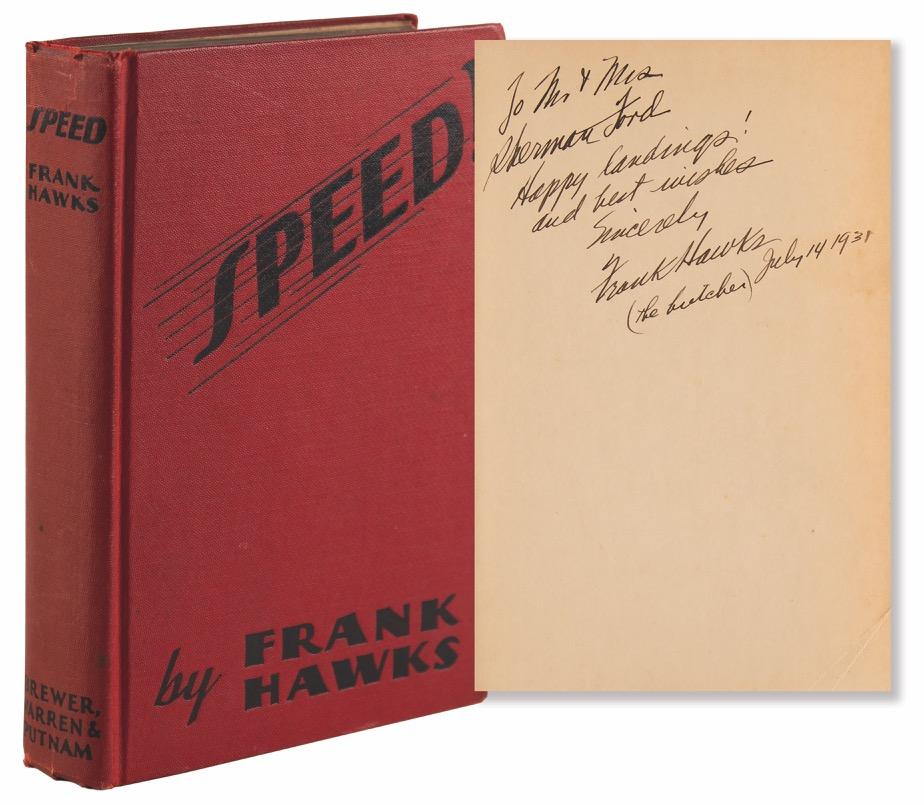 SPEED
FRANK
HAWKS
BREWER,
WARREN &
PUTNAM
SPEED!
by FRANK
HAWKS
To Mr & Mrs
Sherman Ford
Happy landings!
and best wishes
Sincerely
Frank Hawks
(the butcher) July 14 1938